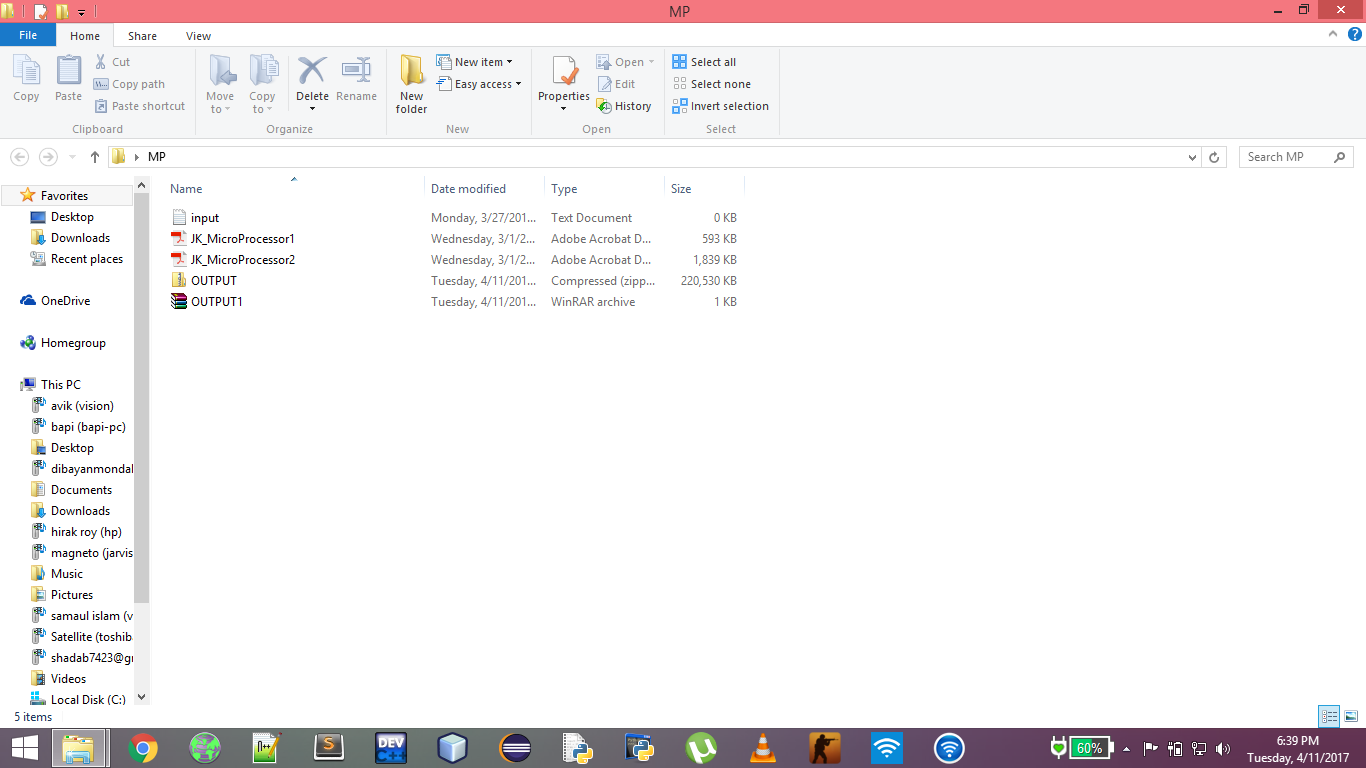 MP
File Home Share View
Copy
Paste
Cut
Copy path
Paste shortcut
Clipboard
Move to
Copy to
Delete
Rename
Organize
New folder
New item
Easy access
New
Properties
Open
Edit
History
Open
Select all
Select none
Invert selection
Select
MP
Search MP
Favorites
Desktop
Downloads
Recent places
OneDrive
Homegroup
This PC
avik (vision)
bapi (bapi-pc)
Desktop
dibayanmondal
Documents
Downloads
hirak roy (hp)
magneto (jarvis
Music
Pictures
samaul islam (v
Satellite (toshib
shadab7423@gr
Videos
Local Disk (C:)
Name Date modified Type Size
input Monday, 3/27/201... Text Document 0 KB
JK_MicroProcessor1 Wednesday, 3/1/2... Adobe Acrobat D... 593 KB
JK_MicroProcessor2 Wednesday, 3/1/2... Adobe Acrobat D... 1,839 KB
OUTPUT Tuesday, 4/11/201... Compressed (zipp... 220,530 KB
OUTPUT1 Tuesday, 4/11/201... WinRAR archive 1 KB
5 items
S
DEV
C++
60%
6:39 PM
Tuesday, 4/11/2017